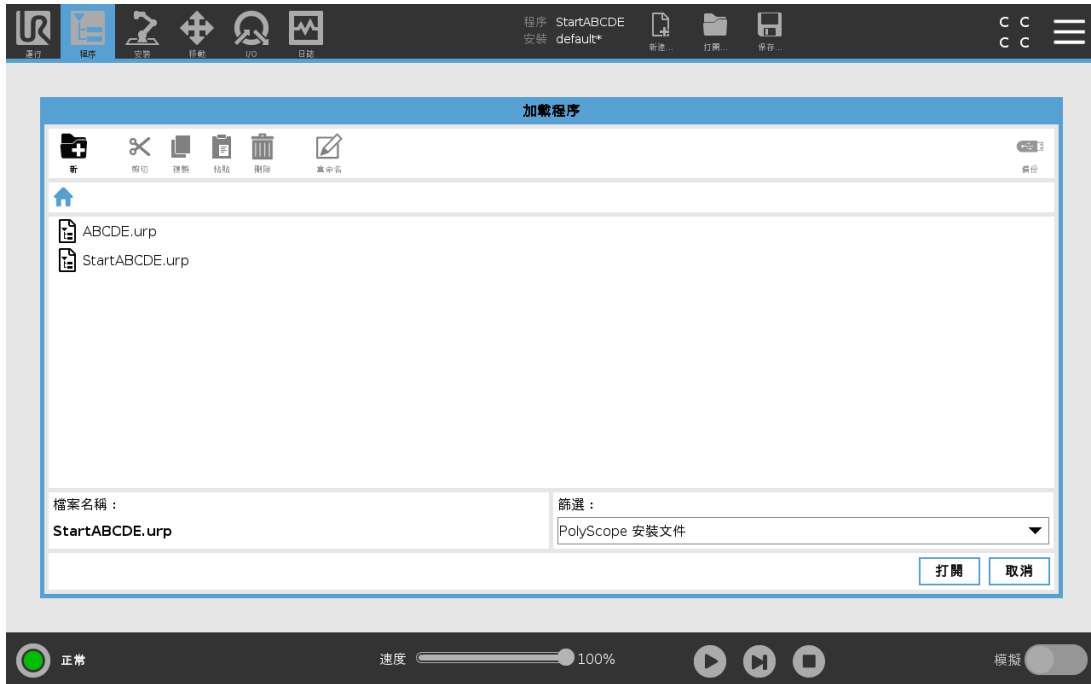 程序 StartABCDE
安裝 default*
C C
C C
運行
程序
安裝
移動
I/O
日誌
新建...
打開...
保存...
加載程序
新
剪切
複製
粘貼
刪除
重命名
備份
ABCDE.urp
StartABCDE.urp
檔案名稱：
篩選：
StartABCDE.urp
PolyScope 安裝文件
打開
取消
正常
速度
100%
模擬